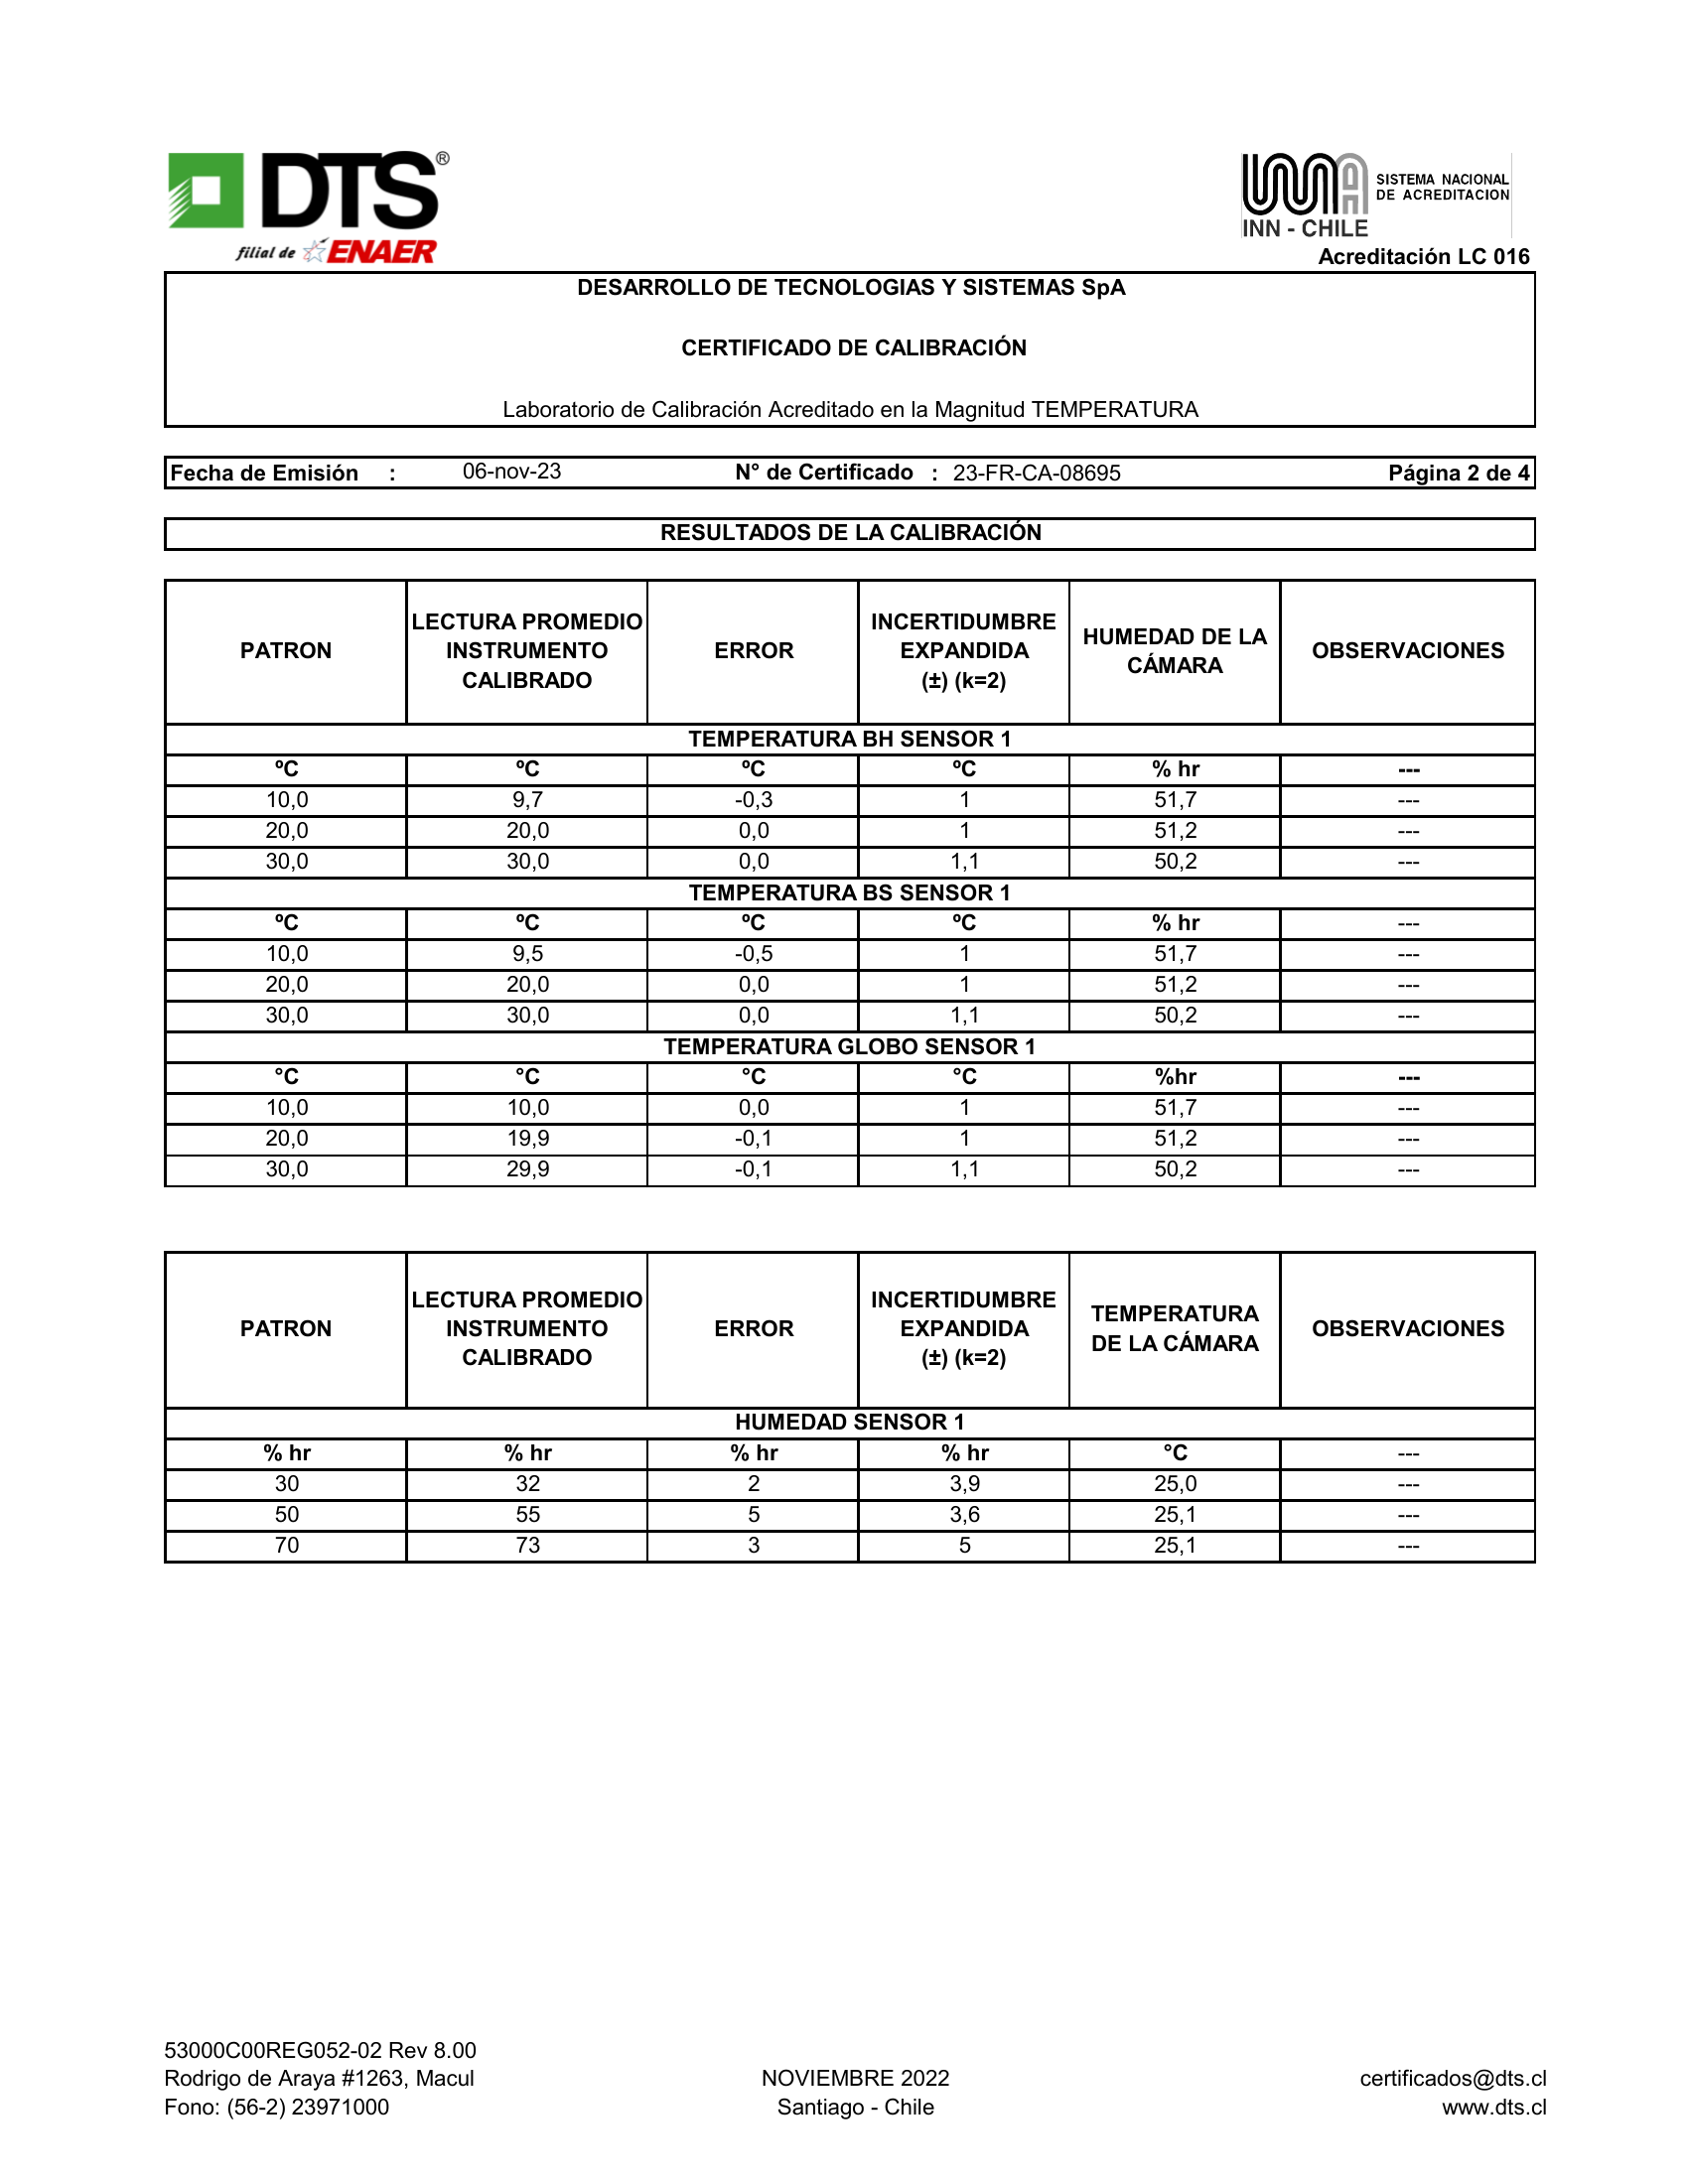 DTS®
filial de ENAER
SISTEMA NACIONAL
DE ACREDITACION
INN - CHILE
Acreditación LC 016
DESARROLLO DE TECNOLOGIAS Y SISTEMAS SpA
CERTIFICADO DE CALIBRACIÓN
Laboratorio de Calibración Acreditado en la Magnitud TEMPERATURA
Fecha de Emisión : 06-nov-23 N° de Certificado : 23-FR-CA-08695 Página 2 de 4
RESULTADOS DE LA CALIBRACIÓN
PATRON
LECTURA PROMEDIO
INSTRUMENTO
CALIBRADO
ERROR
INCERTIDUMBRE
EXPANDIDA
(±) (k=2)
HUMEDAD DE LA
CÁMARA
OBSERVACIONES
TEMPERATURA BH SENSOR 1
ºC ºC ºC ºC % hr ---
10,0 9,7 -0,3 1 51,7 ---
20,0 20,0 0,0 1 51,2 ---
30,0 30,0 0,0 1,1 50,2 ---
TEMPERATURA BS SENSOR 1
ºC ºC ºC ºC % hr ---
10,0 9,5 -0,5 1 51,7 ---
20,0 20,0 0,0 1 51,2 ---
30,0 30,0 0,0 1,1 50,2 ---
TEMPERATURA GLOBO SENSOR 1
°C °C °C °C %hr ---
10,0 10,0 0,0 1 51,7 ---
20,0 19,9 -0,1 1 51,2 ---
30,0 29,9 -0,1 1,1 50,2 ---
PATRON
LECTURA PROMEDIO
INSTRUMENTO
CALIBRADO
ERROR
INCERTIDUMBRE
EXPANDIDA
(±) (k=2)
TEMPERATURA
DE LA CÁMARA
OBSERVACIONES
HUMEDAD SENSOR 1
% hr % hr % hr % hr °C ---
30 32 2 3,9 25,0 ---
50 55 5 3,6 25,1 ---
70 73 3 5 25,1 ---
53000C00REG052-02 Rev 8.00
Rodrigo de Araya #1263, Macul NOVIEMBRE 2022 certificados@dts.cl
Fono: (56-2) 23971000 Santiago - Chile www.dts.cl